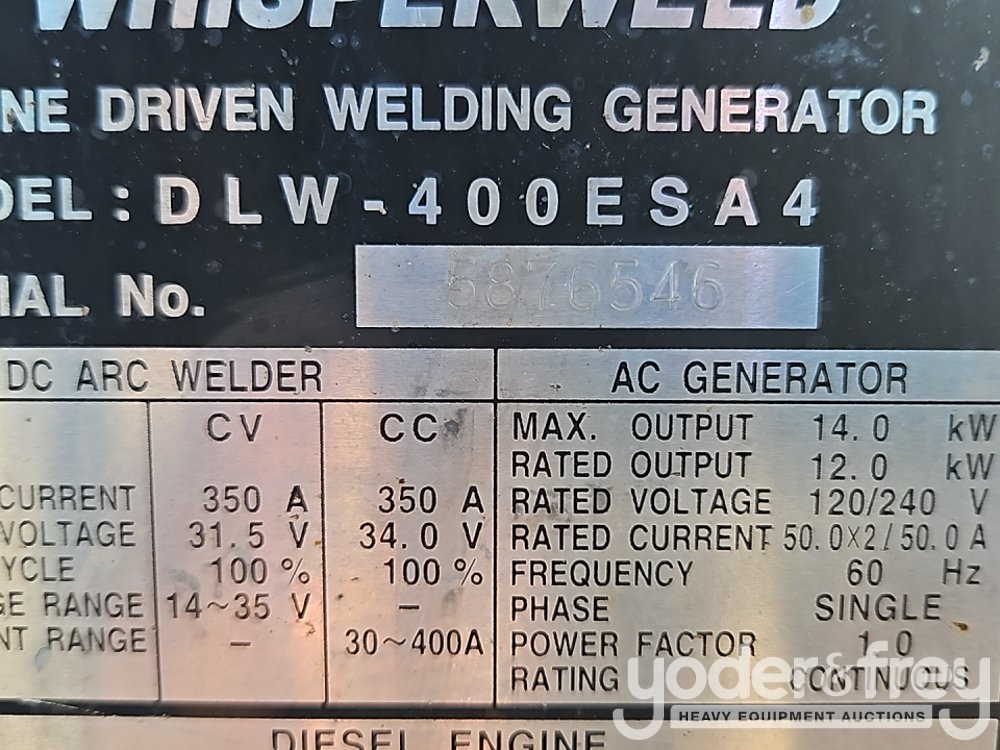 WHISPERWELD
NE DRIVEN WELDING GENERATOR
DEL: DLW-400ESA4
IAL No. 5876546
DC ARC WELDER AC GENERATOR
CV CC MAX. OUTPUT 14.0 kW
RATED OUTPUT 12.0 kW
CURRENT 350 A 350 A RATED VOLTAGE 120/240 V
VOLTAGE 31.5 V 34.0 V RATED CURRENT 50.0×2/50.0 A
YCLE 100 % 100 % FREQUENCY 60 Hz
GE RANGE 14~35 V – PHASE SINGLE
NT RANGE – 30~400A POWER FACTOR 1.0
RATING CONTINUOUS
yoder&frey
HEAVY EQUIPMENT AUCTIONS
DIESEL ENGINE